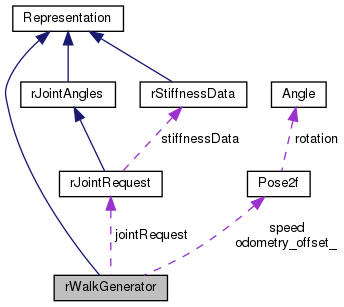 Representation
rJointAngles
rStiffnessData
Angle
stiffnessData
rotation
rJointRequest
Pose2f
speed
jointRequest
odometry_offset_
rWalkGenerator